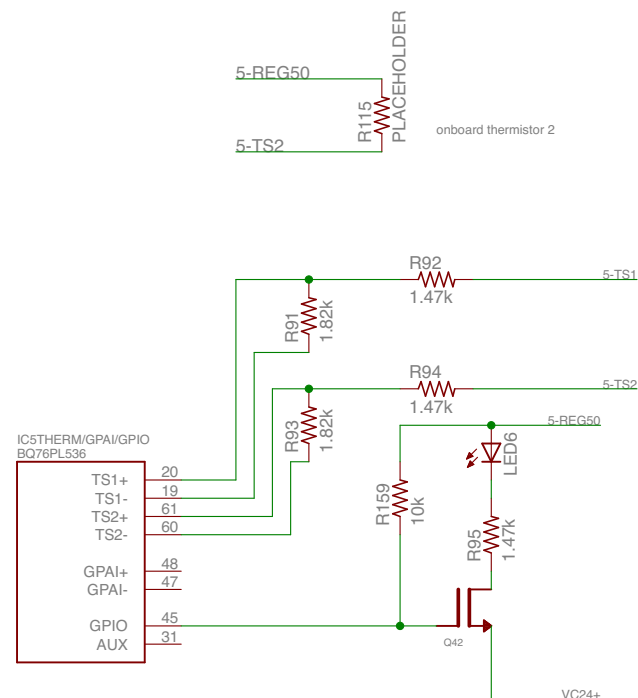 5-REG50
R115
PLACEHOLDER
onboard thermistor 2
5-TS2
R92
5-TS1
1.47k
R91
1.82k
R94
5-TS2
1.47k
R93
1.82k
5-REG50
LED6
IC5THERM/GPAI/GPIO
BQ76PL536
TS1+ 20
TS1- 19
TS2+ 61
TS2- 60
R159
10k
R95
1.47k
GPAI+ 48
GPAI- 47
GPIO 45
AUX 31
Q42
VC24+